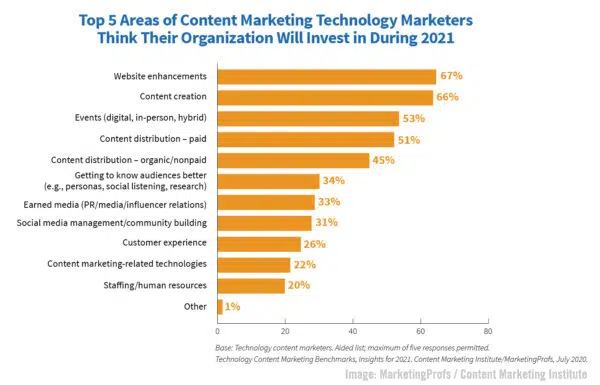 Top 5 Areas of Content Marketing Technology Marketers
Think Their Organization Will Invest in During 2021
Website enhancements 67%
Content creation 66%
Events (digital, in-person, hybrid) 53%
Content distribution – paid 51%
Content distribution – organic/nonpaid 45%
Getting to know audiences better
(e.g., personas, social listening, research) 34%
Earned media (PR/media/influencer relations) 33%
Social media management/community building 31%
Customer experience 26%
Content marketing-related technologies 22%
Staffing/human resources 20%
Other 1%
0 20 40 60 80
Base: Technology content marketers. Aided list; maximum of five responses permitted.
Technology Content Marketing Benchmarks, Insights for 2021. Content Marketing Institute/MarketingProfs, July 2020.
Image: MarketingProfs / Content Marketing Institute